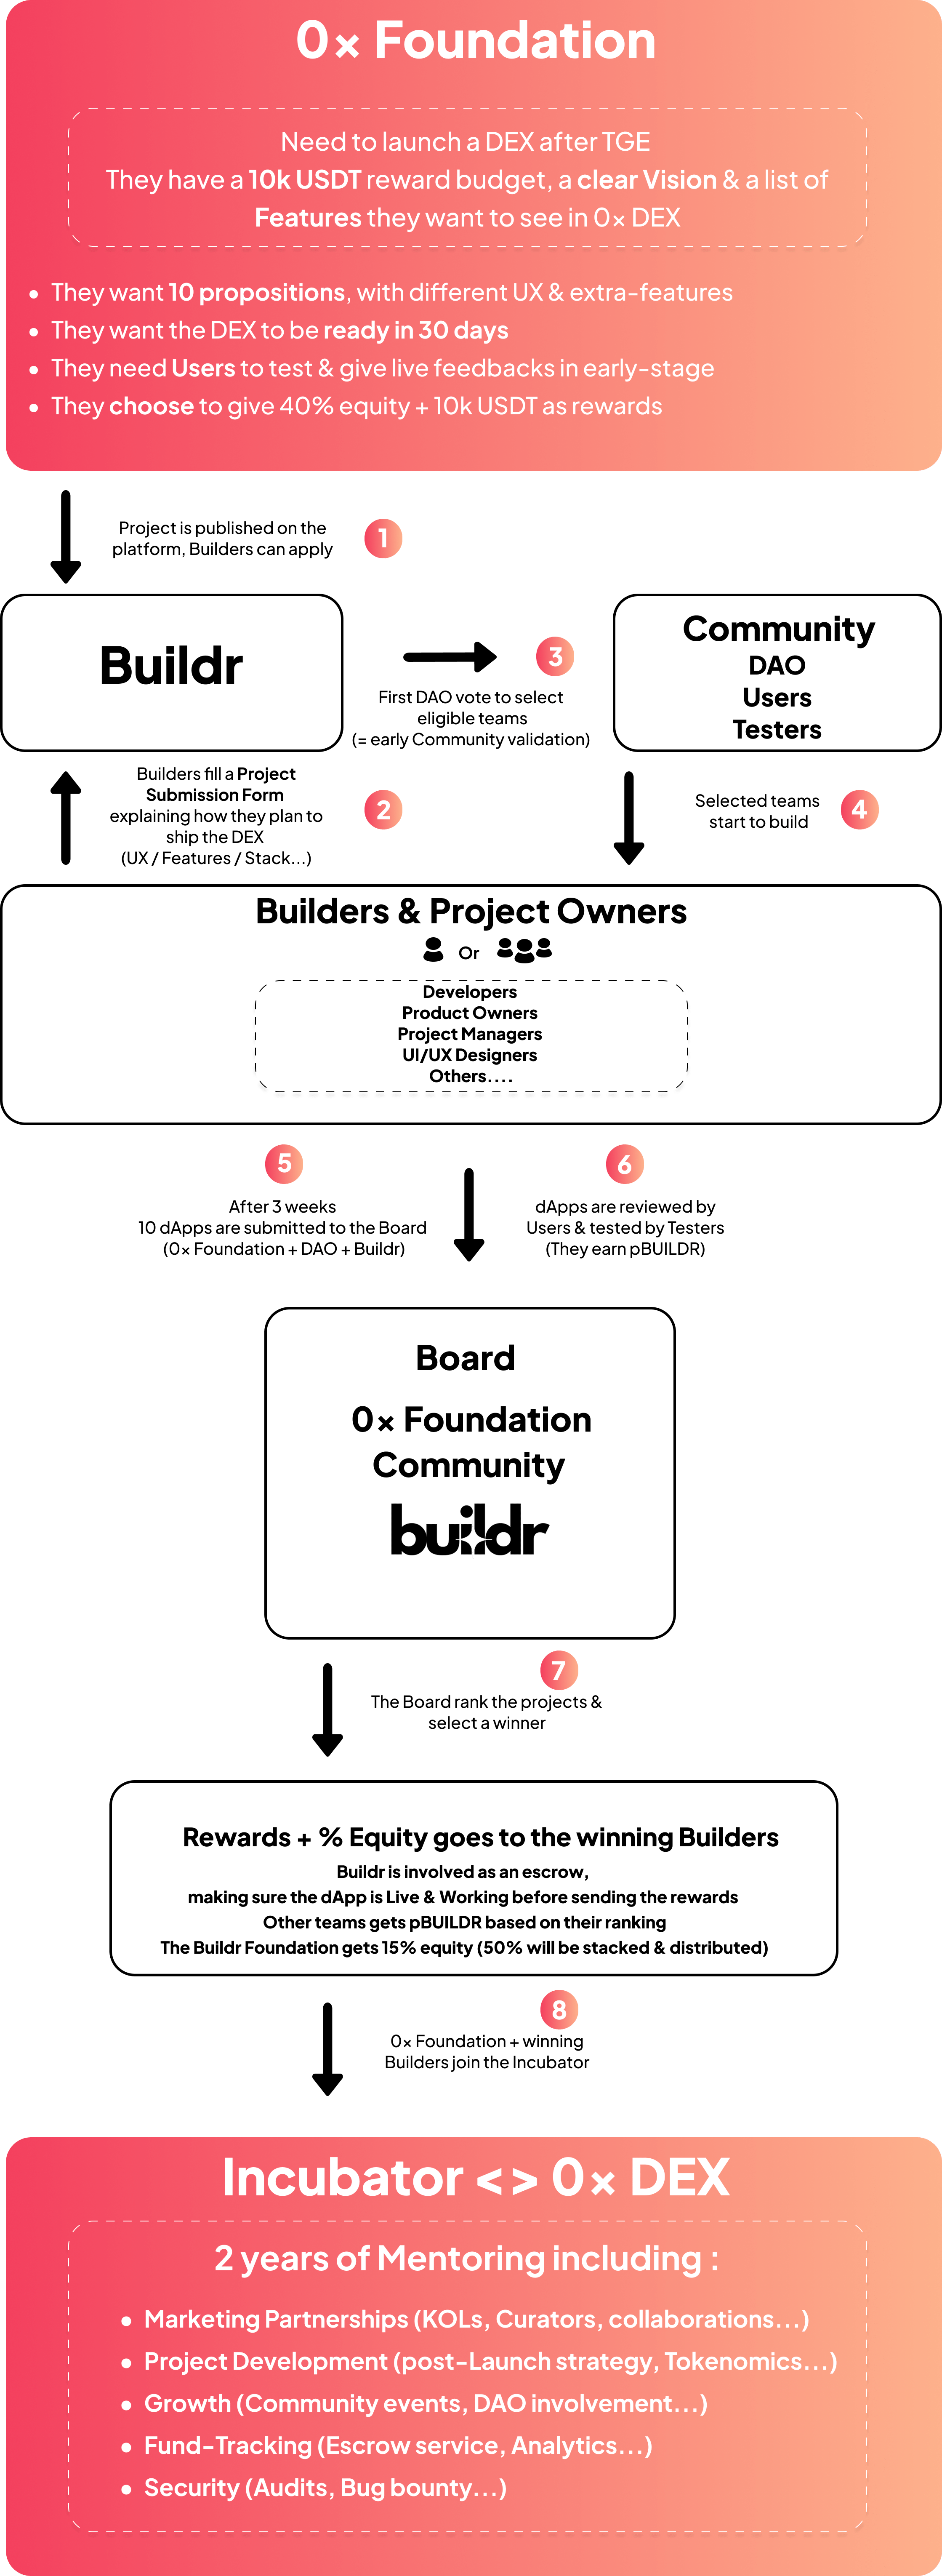 0x Foundation
Need to launch a DEX after TGE
They have a 10k USDT reward budget, a clear Vision & a list of
Features they want to see in 0x DEX
• They want 10 propositions, with different UX & extra-features
• They want the DEX to be ready in 30 days
• They need Users to test & give live feedbacks in early-stage
• They choose to give 40% equity + 10k USDT as rewards
Project is published on the
platform, Builders can apply
1
Buildr
3
First DAO vote to select
eligible teams
(= early Community validation)
Community
DAO
Users
Testers
Builders fill a Project
Submission Form
explaining how they plan to
ship the DEX
(UX / Features / Stack...)
2
Selected teams
start to build
4
Builders & Project Owners
Or
Developers
Product Owners
Project Managers
UI/UX Designers
Others....
5
After 3 weeks
10 dApps are submitted to the Board
(0x Foundation + DAO + Buildr)
6
dApps are reviewed by
Users & tested by Testers
(They earn pBUILDR)
Board
0x Foundation
Community
buildr
7
The Board rank the projects &
select a winner
Rewards + % Equity goes to the winning Builders
Buildr is involved as an escrow,
making sure the dApp is Live & Working before sending the rewards
Other teams gets pBUILDR based on their ranking
The Buildr Foundation gets 15% equity (50% will be stacked & distributed)
8
0x Foundation + winning
Builders join the Incubator
Incubator <> 0x DEX
2 years of Mentoring including :
• Marketing Partnerships (KOLs, Curators, collaborations...)
• Project Development (post-Launch strategy, Tokenomics...)
• Growth (Community events, DAO involvement...)
• Fund-Tracking (Escrow service, Analytics...)
• Security (Audits, Bug bounty...)